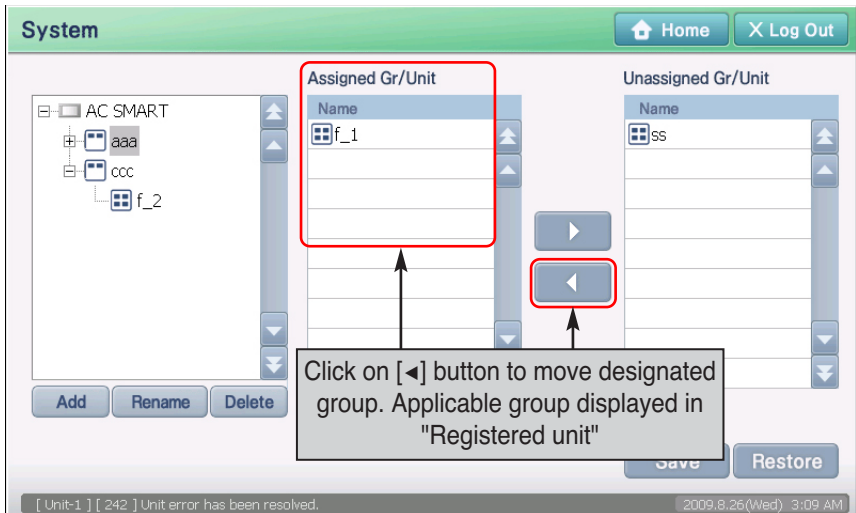 System
Home
X Log Out
AC SMART
aaa
ccc
f_2
Add
Rename
Delete
Assigned Gr/Unit
Name
f_1
Unassigned Gr/Unit
Name
ss
Click on [◂] button to move designated
group. Applicable group displayed in
"Registered unit"
Save
Restore
[ Unit-1 ] [ 242 ] Unit error has been resolved.
2009.8.26(Wed) 3:09 AM